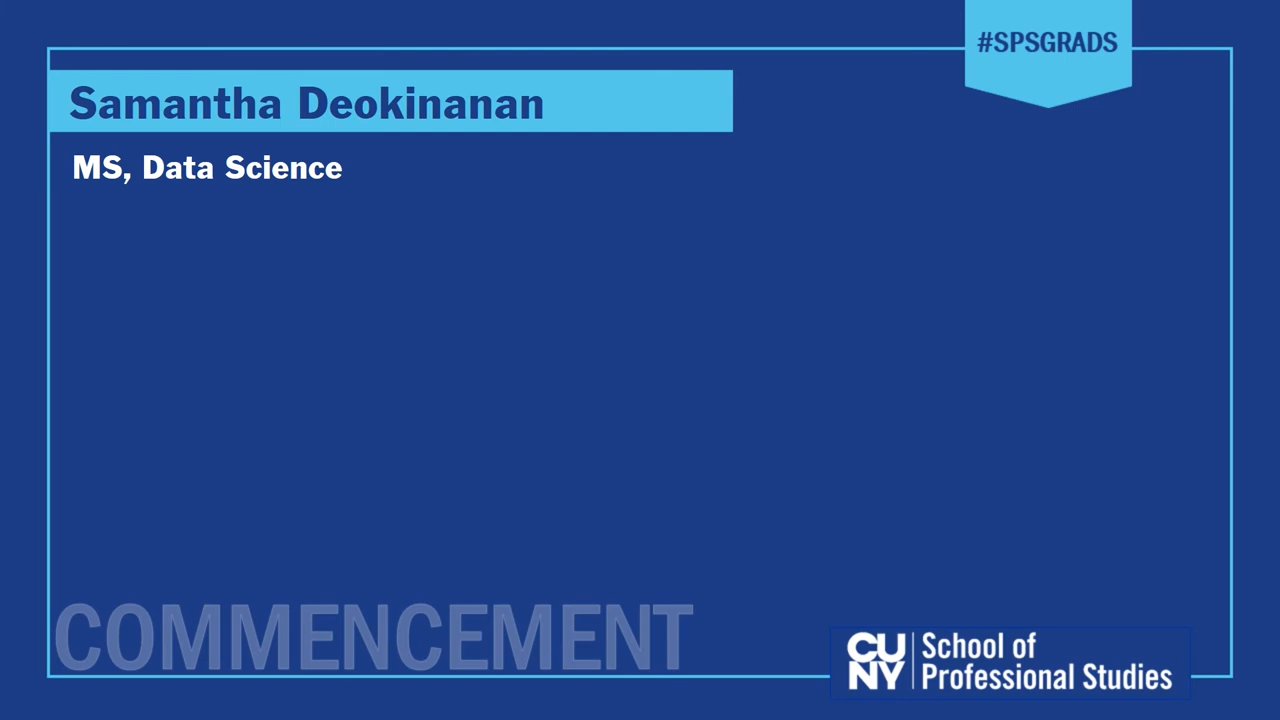 #SPSGRADS
Samantha Deokinanan
MS, Data Science
COMMENCEMENT
CU
NY
School of
Professional Studies